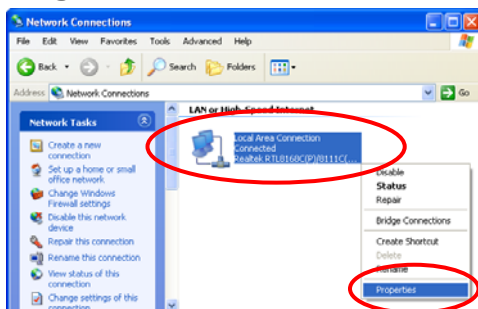 Network Connections
File Edit View Favorites Tools Advanced Help
Back Search Folders
Address Network Connections Go
LAN or High-Speed Internet
Network Tasks
Create a new
connection
Set up a home or small
office network
Change Windows
Firewall settings
Disable this network
device
Repair this connection
Rename this connection
View status of this
connection
Change settings of this
connection
Local Area Connection
Connected
Realtek RTL8168C(P)/8111C(...
Disable
Status
Repair
Bridge Connections
Create Shortcut
Delete
Rename
Properties